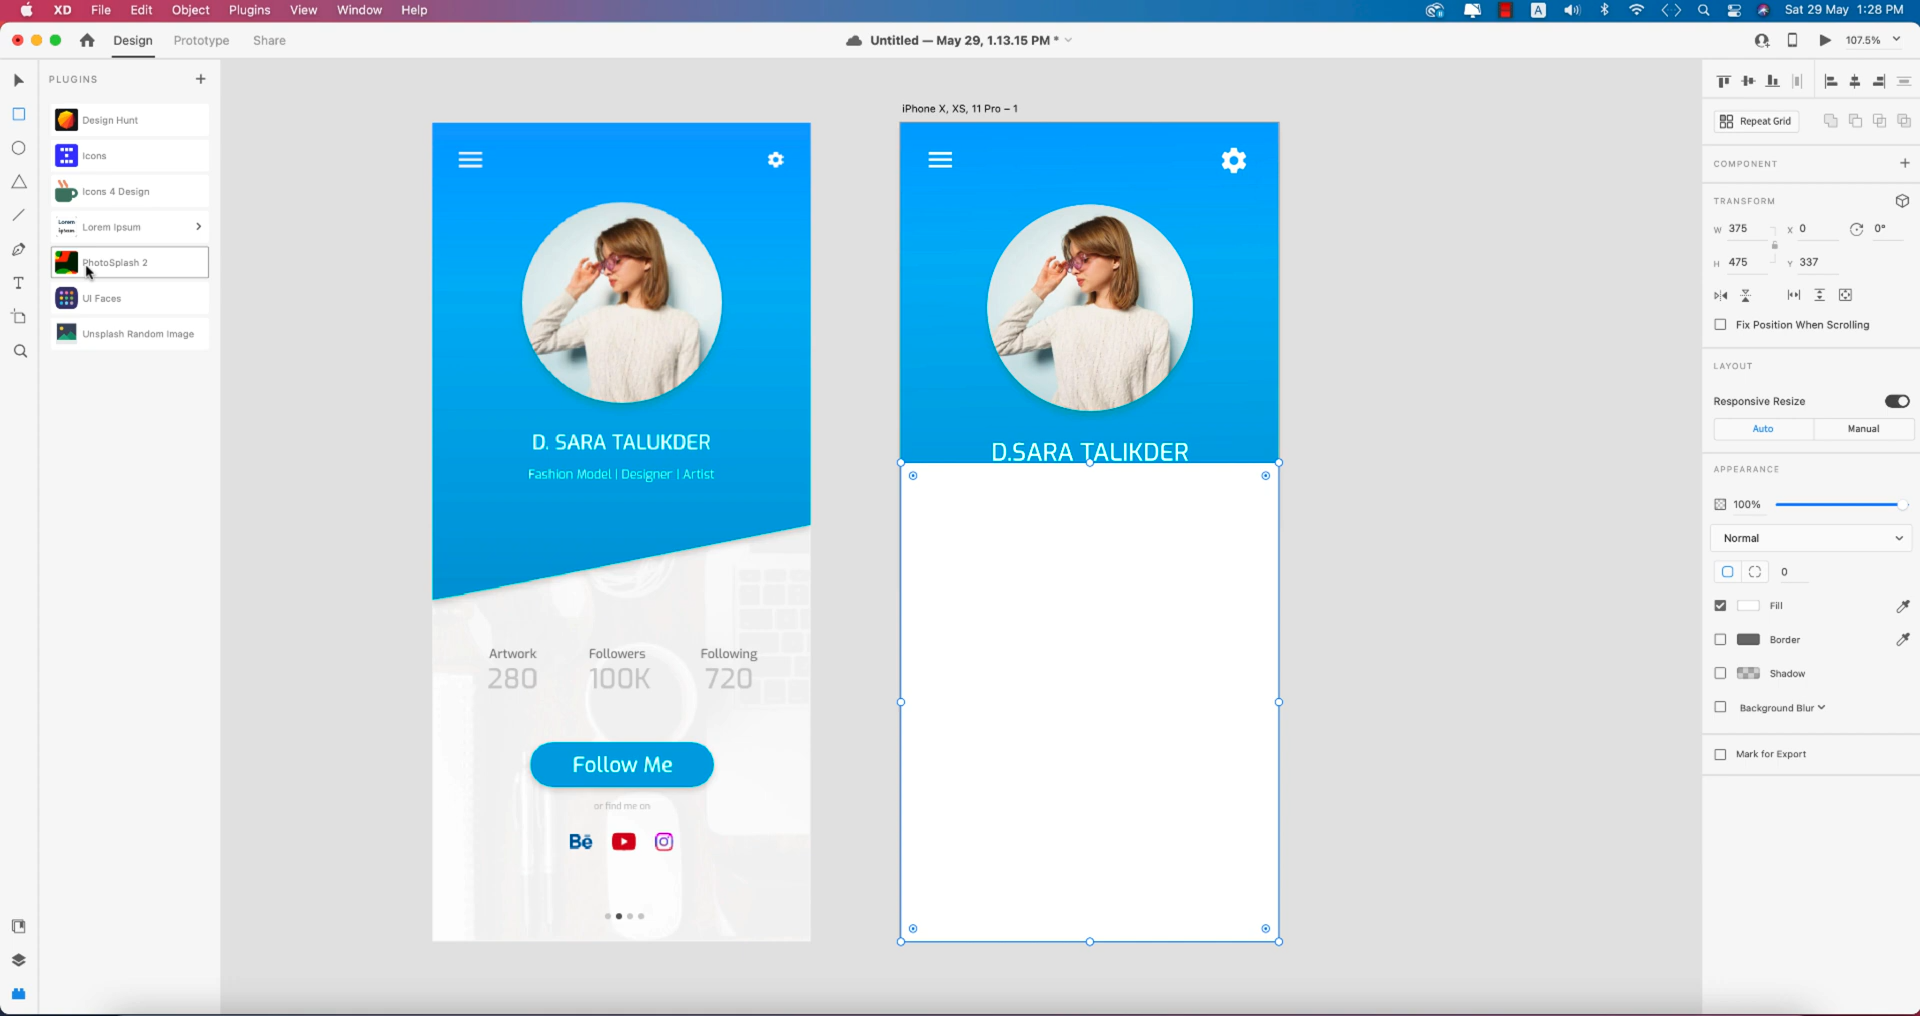 XD File Edit Object Plugins View Window Help
A Sat 29 May 1:28 PM
Design Prototype Share
Untitled — May 29, 1.13.15 PM *
107.5%
PLUGINS
Design Hunt
Icons
Icons 4 Design
Lorem Ipsum
Lorem Ipsum
PhotoSplash 2
UI Faces
Unsplash Random Image
D. SARA TALUKDER
Fashion Model | Designer | Artist
Artwork Followers Following
280 100K 720
Follow Me
or find me on
Bē
iPhone X, XS, 11 Pro – 1
D.SARA TALIKDER
Repeat Grid
COMPONENT
TRANSFORM
W 375 X 0 0°
H 475 Y 337
Fix Position When Scrolling
LAYOUT
Responsive Resize
Auto Manual
APPEARANCE
100%
Normal
0
Fill
Border
Shadow
Background Blur
Mark for Export